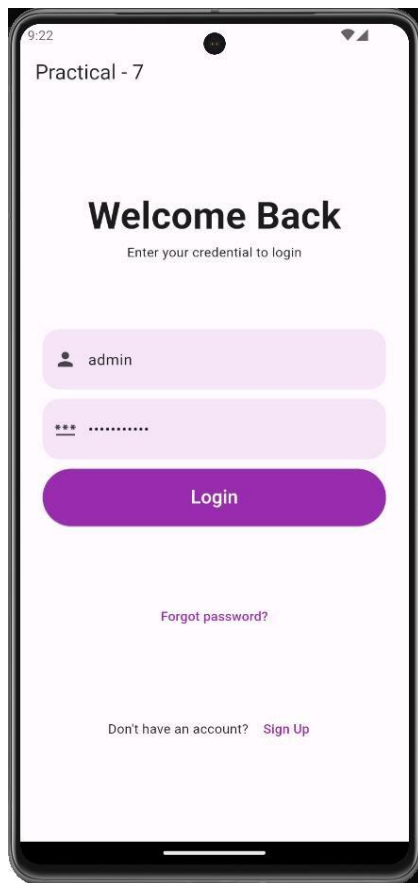 9:22
Practical - 7
Welcome Back
Enter your credential to login
admin
•••••••••••
Login
Forgot password?
Don't have an account? Sign Up